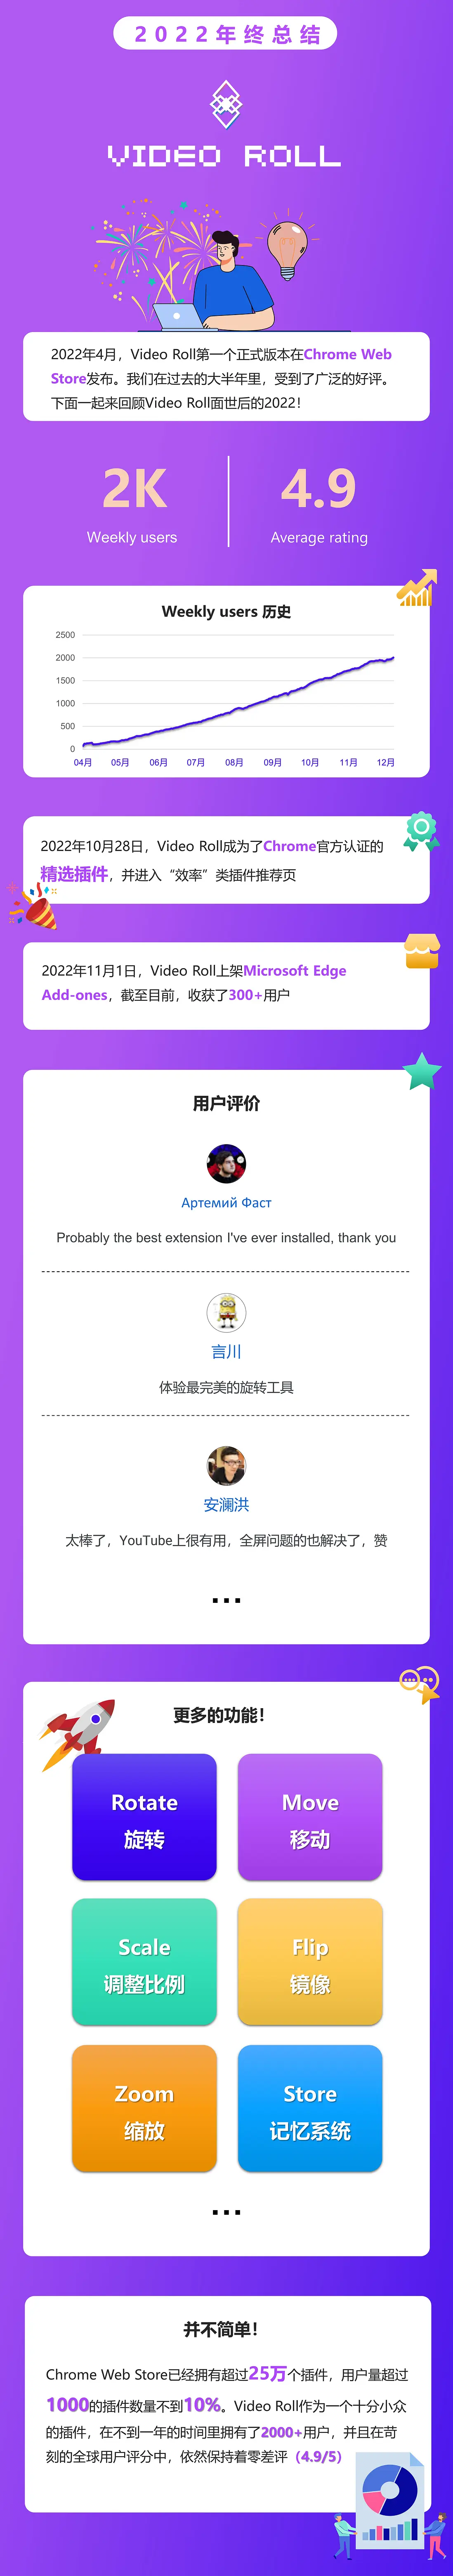 2022年终总结
VIDEO ROLL
2022年4月，Video Roll第一个正式版本在Chrome Web
Store发布。我们在过去的大半年里，受到了广泛的好评。
下面一起来回顾Video Roll面世后的2022！
2K
Weekly users
4.9
Average rating
Weekly users 历史
2500
2000
1500
1000
500
0
04月 05月 06月 07月 08月 09月 10月 11月 12月
2022年10月28日，Video Roll成为了Chrome官方认证的
精选插件，并进入“效率”类插件推荐页
2022年11月1日，Video Roll上架Microsoft Edge
Add-ones，截至目前，收获了300+用户
用户评价
Артемий Фаст
Probably the best extension I've ever installed, thank you
言川
体验最完美的旋转工具
安澜洪
太棒了，YouTube上很有用，全屏问题的也解决了，赞
...
更多的功能！
Rotate
旋转
Move
移动
Scale
调整比例
Flip
镜像
Zoom
缩放
Store
记忆系统
...
并不简单！
Chrome Web Store已经拥有超过25万个插件，用户量超过
1000的插件数量不到10%。Video Roll作为一个十分小众
的插件，在不到一年的时间里拥有了2000+用户，并且在苛
刻的全球用户评分中，依然保持着零差评（4.9/5）